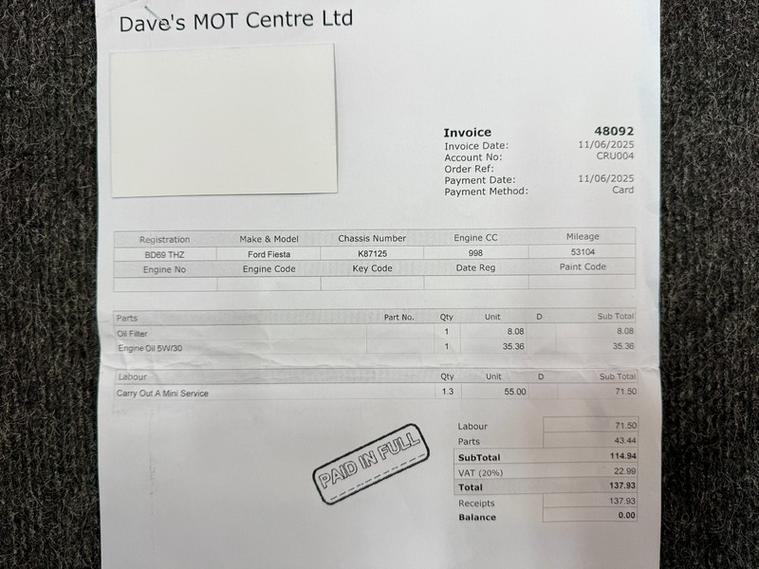 Dave's MOT Centre Ltd
Invoice 48092
Invoice Date: 11/06/2025
Account No: CRU004
Order Ref:
Payment Date: 11/06/2025
Payment Method: Card
Registration Make & Model Chassis Number Engine CC Mileage
BD69 THZ Ford Fiesta K87125 998 53104
Engine No Engine Code Key Code Date Reg Paint Code
Parts Part No. Qty Unit D Sub Total
Oil Filter 1 8.08 8.08
Engine Oil 5W/30 1 35.36 35.36
Labour Qty Unit D Sub Total
Carry Out A Mini Service 1.3 55.00 71.50
Labour 71.50
Parts 43.44
SubTotal 114.94
VAT (20%) 22.99
Total 137.93
Receipts 137.93
Balance 0.00
PAID IN FULL